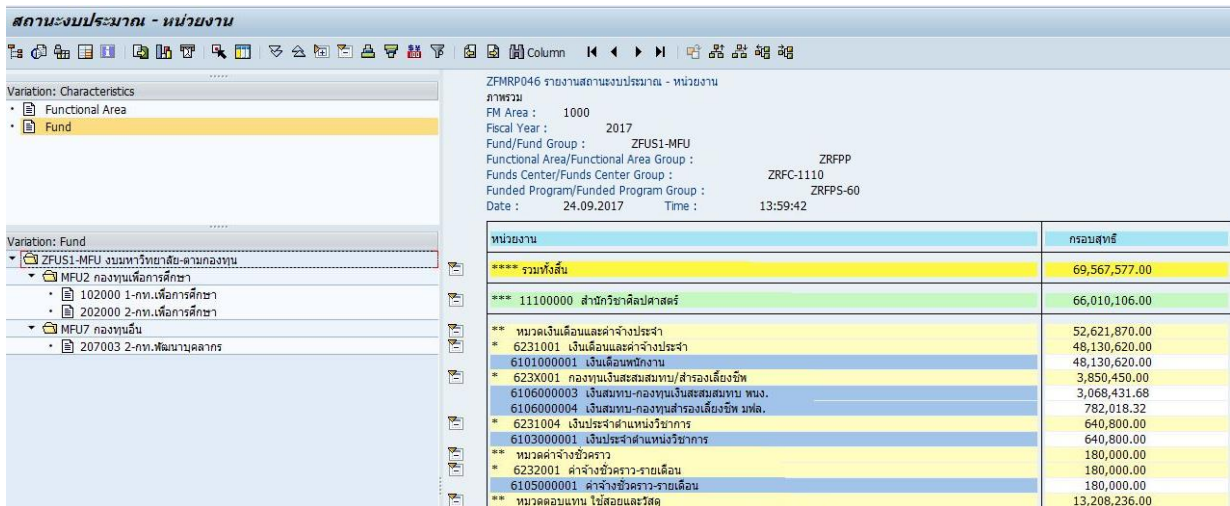 สถานะงบประมาณ - หน่วยงาน
Column
Variation: Characteristics
Functional Area
Fund
Variation: Fund
ZFUS1-MFU งบมหาวิทยาลัย-ตามกองทุน
MFU2 กองทุนเพื่อการศึกษา
102000 1-กท.เพื่อการศึกษา
202000 2-กท.เพื่อการศึกษา
MFU7 กองทุนอื่น
207003 2-กท.พัฒนาบุคลากร
ZFMRP046 รายงานสถานะงบประมาณ - หน่วยงาน
ภาพรวม
FM Area : 1000
Fiscal Year : 2017
Fund/Fund Group : ZFUS1-MFU
Functional Area/Functional Area Group : ZRFPP
Funds Center/Funds Center Group : ZRFC-1110
Funded Program/Funded Program Group : ZRFPS-60
Date : 24.09.2017 Time : 13:59:42
หน่วยงาน กรอบสุทธิ
**** รวมทั้งสิ้น 69,567,577.00
*** 11100000 สำนักวิชาศิลปศาสตร์ 66,010,106.00
** หมวดเงินเดือนและค่าจ้างประจำ 52,621,870.00
* 6231001 เงินเดือนและค่าจ้างประจำ 48,130,620.00
6101000001 เงินเดือนพนักงาน 48,130,620.00
* 623X001 กองทุนเงินสะสมสมทบ/สำรองเลี้ยงชีพ 3,850,450.00
6106000003 เงินสมทบ-กองทุนเงินสะสมสมทบ พนง. 3,068,431.68
6106000004 เงินสมทบ-กองทุนสำรองเลี้ยงชีพ มฟล. 782,018.32
* 6231004 เงินประจำตำแหน่งวิชาการ 640,800.00
6103000001 เงินประจำตำแหน่งวิชาการ 640,800.00
** หมวดค่าจ้างชั่วคราว 180,000.00
* 6232001 ค่าจ้างชั่วคราว-รายเดือน 180,000.00
6105000001 ค่าจ้างชั่วคราว-รายเดือน 180,000.00
** หมวดตอบแทน ใช้สอยและวัสดุ 13,208,236.00